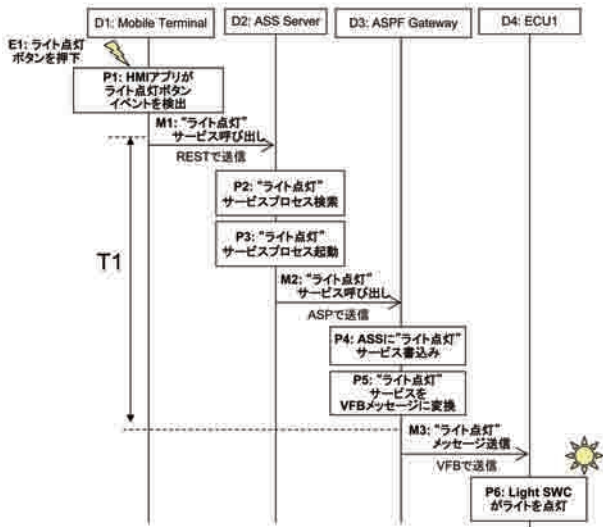 D1: Mobile Terminal
D2: ASS Server
D3: ASPF Gateway
D4: ECU1
E1: ライト点灯
ボタンを押下
P1: HMIアプリが
ライト点灯ボタン
イベントを検出
M1: “ライト点灯”
サービス呼び出し
RESTで送信
P2: “ライト点灯”
サービスプロセス検索
P3: “ライト点灯”
サービスプロセス起動
T1
M2: “ライト点灯”
サービス呼び出し
ASPで送信
P4: ASSに“ライト点灯”
サービス書込み
P5: “ライト点灯”
サービスを
VFBメッセージに変換
M3: “ライト点灯”
メッセージ送信
VFBで送信
P6: Light SWC
がライトを点灯